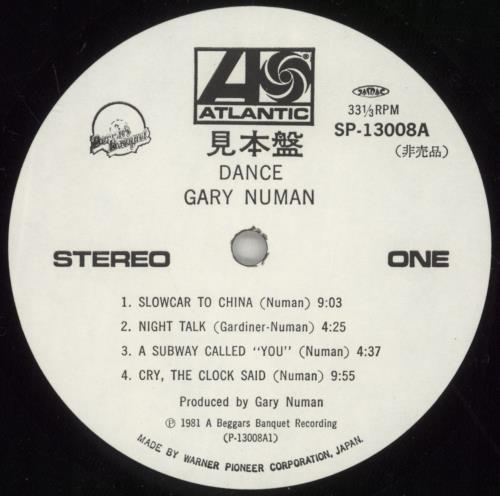 ATLANTIC
Beggars Banquet
JASRAC
33⅓RPM
SP-13008A
(非売品)
見本盤
DANCE
GARY NUMAN
STEREO
ONE
1. SLOWCAR TO CHINA (Numan) 9:03
2. NIGHT TALK (Gardiner-Numan) 4:25
3. A SUBWAY CALLED "YOU" (Numan) 4:37
4. CRY, THE CLOCK SAID (Numan) 9:55
Produced by Gary Numan
Ⓟ 1981 A Beggars Banquet Recording
(P-13008A1)
MADE BY WARNER PIONEER CORPORATION, JAPAN.